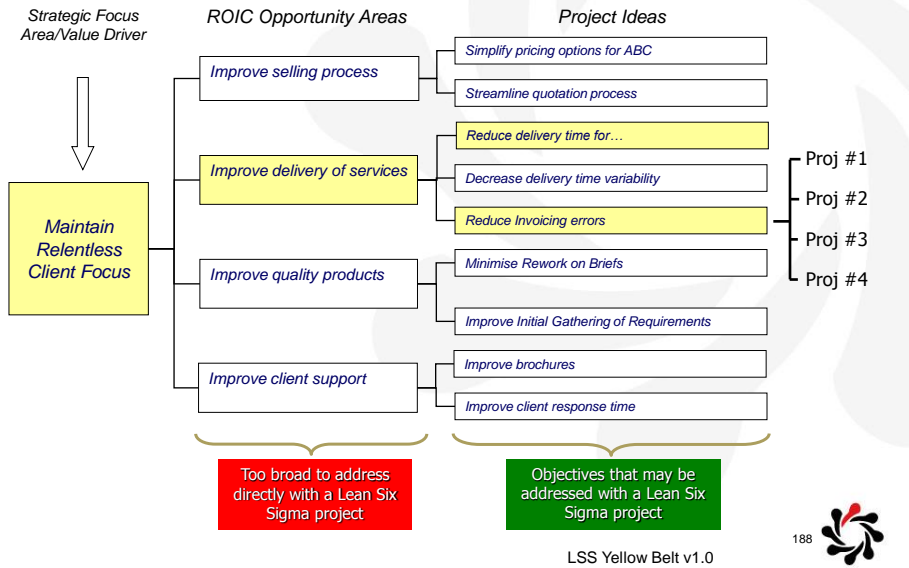 Strategic Focus
Area/Value Driver
ROIC Opportunity Areas
Project Ideas
Maintain
Relentless
Client Focus
Improve selling process
Simplify pricing options for ABC
Streamline quotation process
Improve delivery of services
Reduce delivery time for…
Decrease delivery time variability
Reduce Invoicing errors
Proj #1
Proj #2
Proj #3
Proj #4
Improve quality products
Minimise Rework on Briefs
Improve Initial Gathering of Requirements
Improve client support
Improve brochures
Improve client response time
Too broad to address
directly with a Lean Six
Sigma project
Objectives that may be
addressed with a Lean Six
Sigma project
188
LSS Yellow Belt v1.0